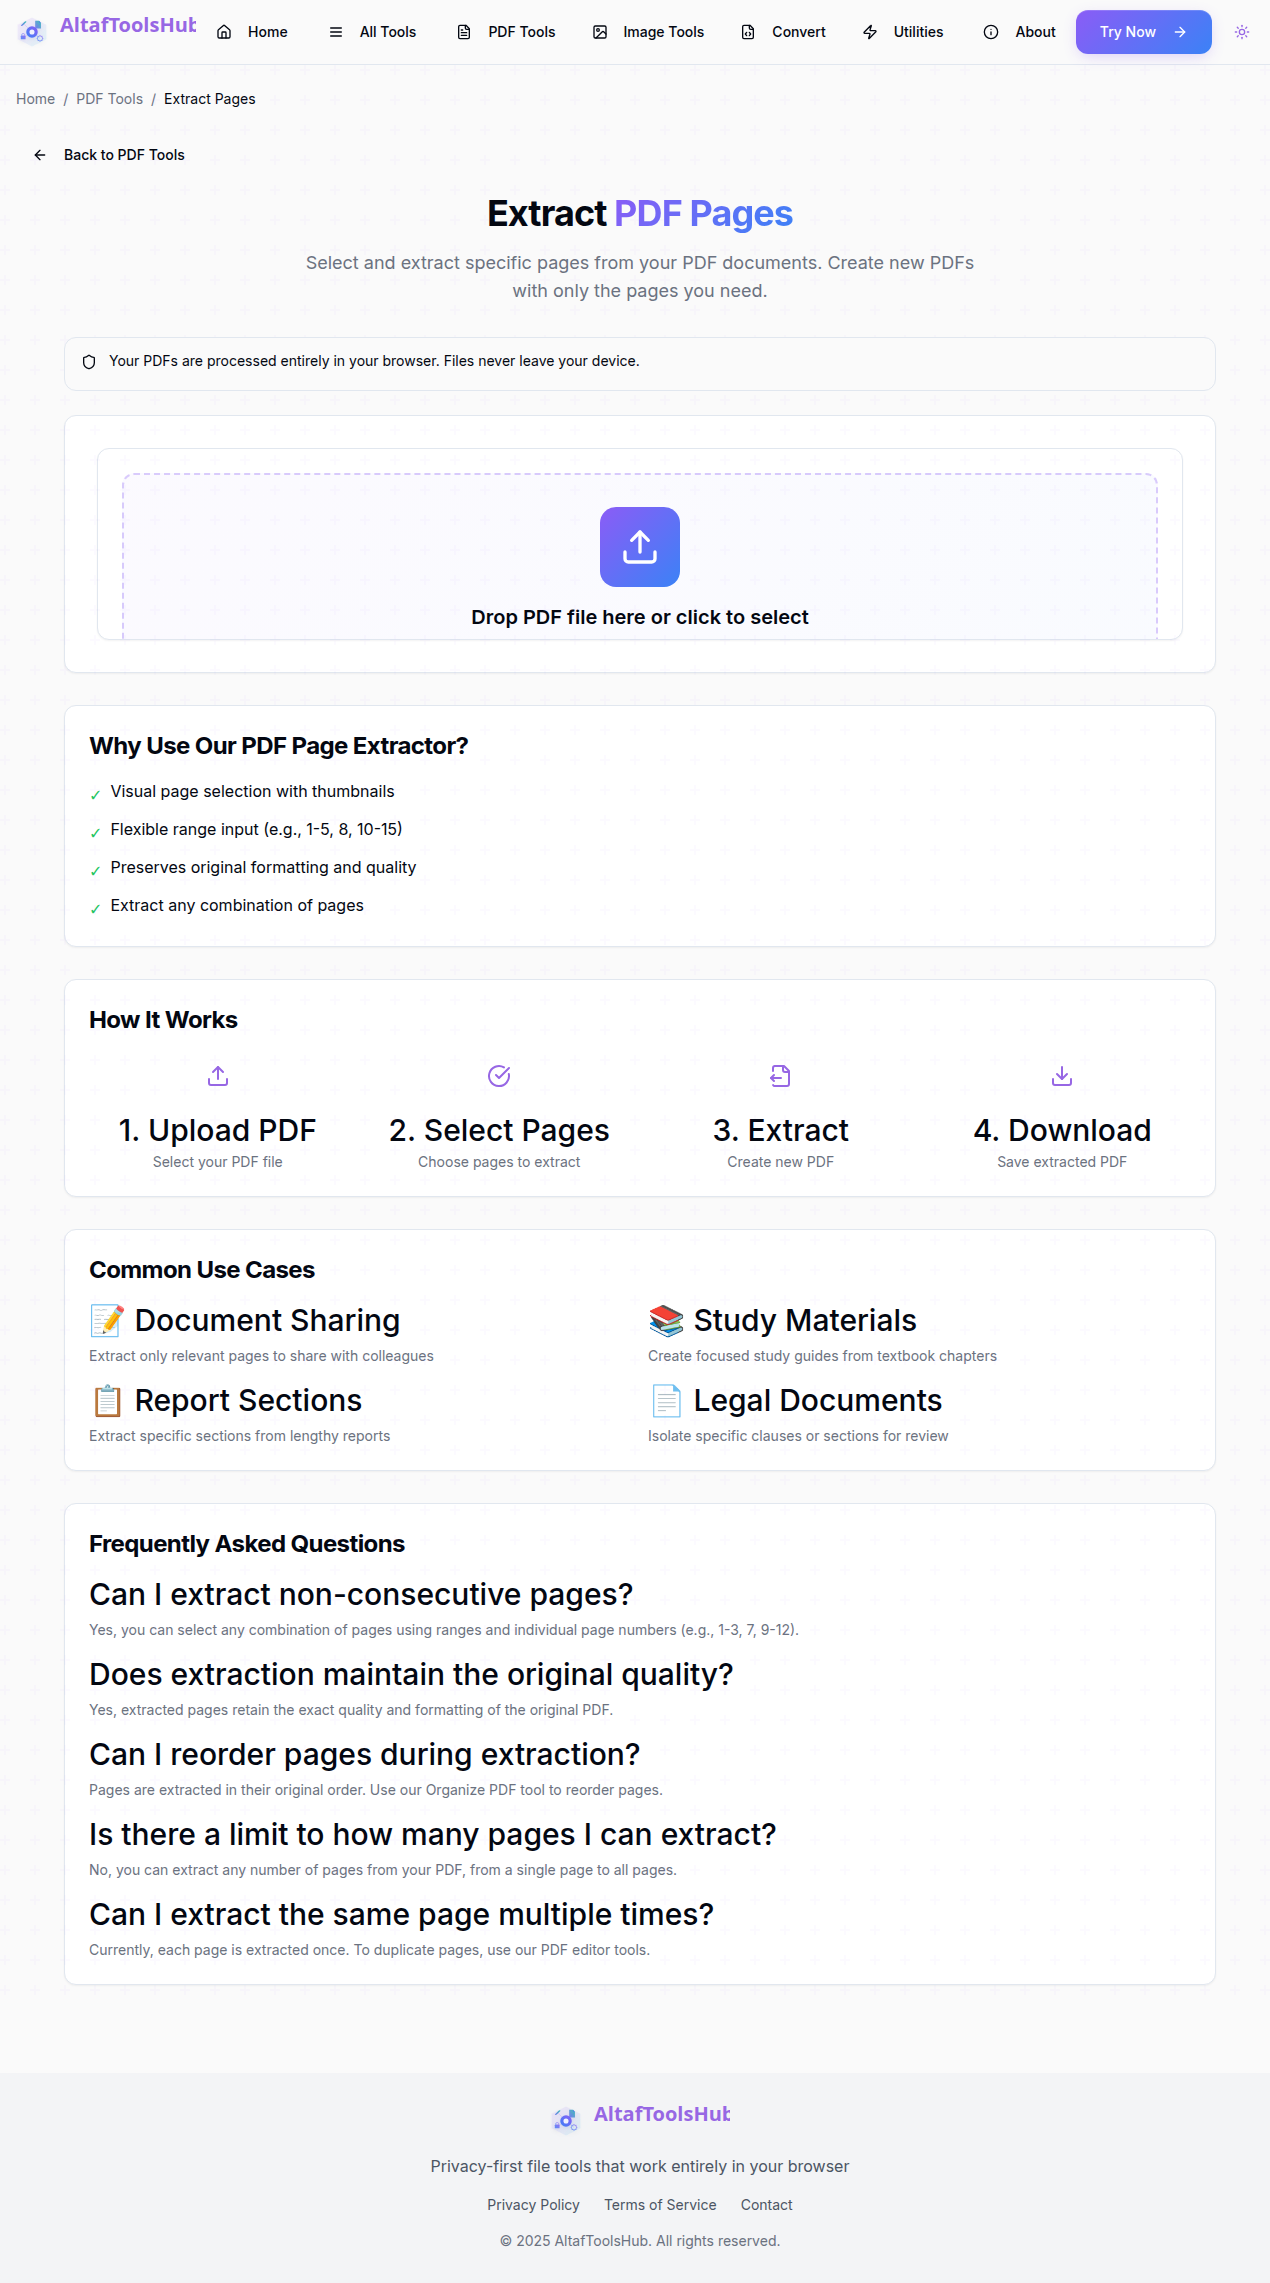 AltafToolsHub
Home
All Tools
PDF Tools
Image Tools
Convert
Utilities
About
Try Now
Home / PDF Tools / Extract Pages
Back to PDF Tools
Extract PDF Pages
Select and extract specific pages from your PDF documents. Create new PDFs
with only the pages you need.
Your PDFs are processed entirely in your browser. Files never leave your device.
Drop PDF file here or click to select
Why Use Our PDF Page Extractor?
✓ Visual page selection with thumbnails
✓ Flexible range input (e.g., 1-5, 8, 10-15)
✓ Preserves original formatting and quality
✓ Extract any combination of pages
How It Works
1. Upload PDF
Select your PDF file
2. Select Pages
Choose pages to extract
3. Extract
Create new PDF
4. Download
Save extracted PDF
Common Use Cases
📝 Document Sharing
Extract only relevant pages to share with colleagues
📚 Study Materials
Create focused study guides from textbook chapters
📋 Report Sections
Extract specific sections from lengthy reports
📄 Legal Documents
Isolate specific clauses or sections for review
Frequently Asked Questions
Can I extract non-consecutive pages?
Yes, you can select any combination of pages using ranges and individual page numbers (e.g., 1-3, 7, 9-12).
Does extraction maintain the original quality?
Yes, extracted pages retain the exact quality and formatting of the original PDF.
Can I reorder pages during extraction?
Pages are extracted in their original order. Use our Organize PDF tool to reorder pages.
Is there a limit to how many pages I can extract?
No, you can extract any number of pages from your PDF, from a single page to all pages.
Can I extract the same page multiple times?
Currently, each page is extracted once. To duplicate pages, use our PDF editor tools.
AltafToolsHub
Privacy-first file tools that work entirely in your browser
Privacy Policy
Terms of Service
Contact
© 2025 AltafToolsHub. All rights reserved.